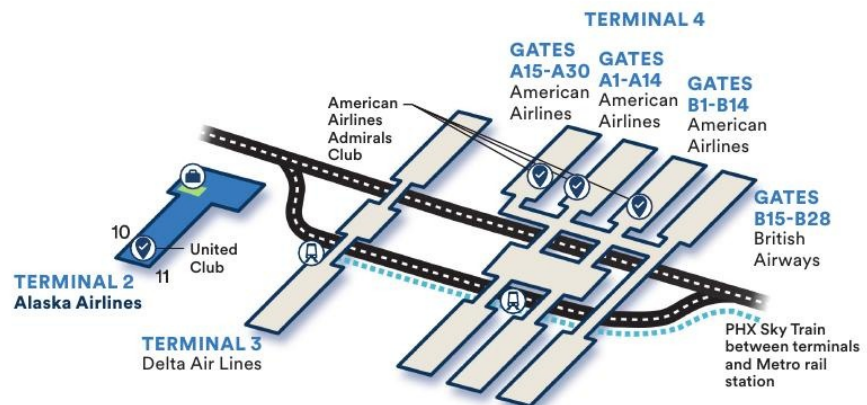 TERMINAL 4
GATES
A15-A30
American
Airlines
GATES
A1-A14
American
Airlines
GATES
B1-B14
American
Airlines
American
Airlines
Admirals
Club
GATES
B15-B28
British
Airways
10
11
United
Club
TERMINAL 2
Alaska Airlines
TERMINAL 3
Delta Air Lines
PHX Sky Train
between terminals
and Metro rail
station